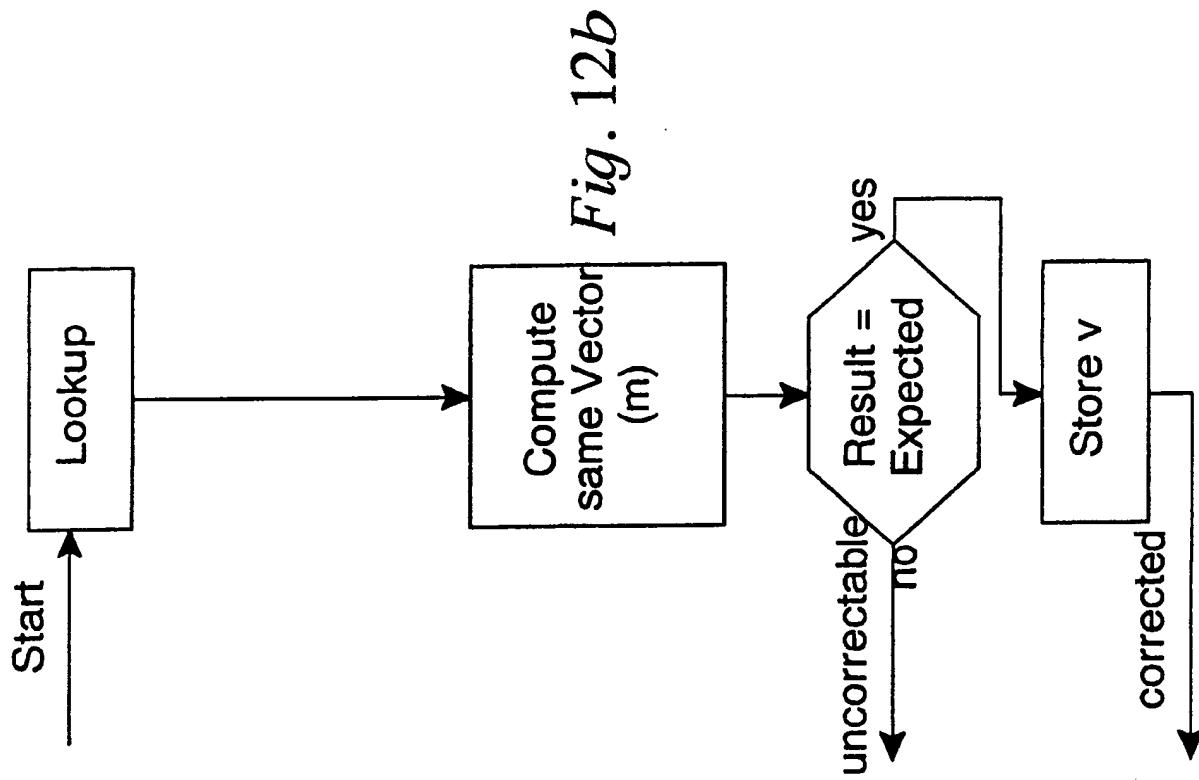 Start
Lookup
Compute
same Vector
(m)
Result =
Expected
yes
uncorrectable
no
Store v
corrected
Fig. 12b